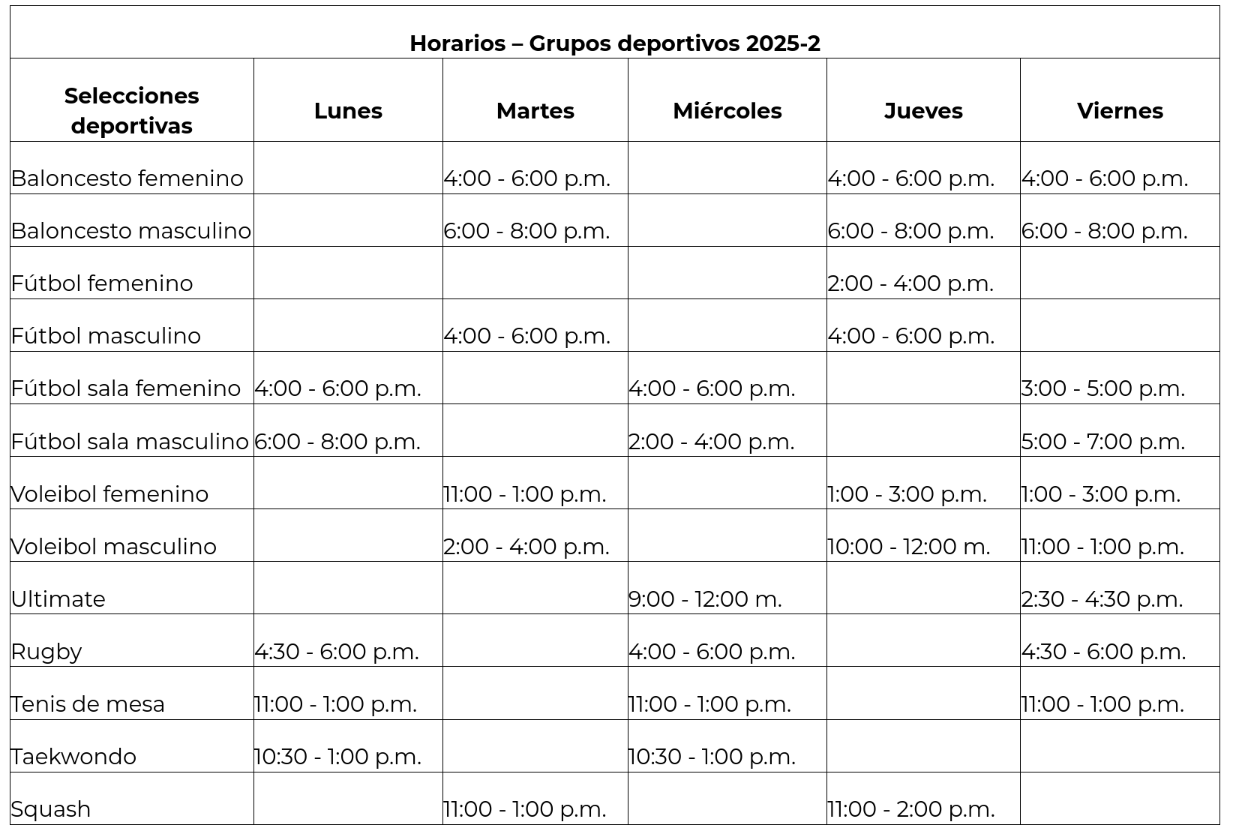 Horarios – Grupos deportivos 2025-2
Selecciones deportivas Lunes Martes Miércoles Jueves Viernes
Baloncesto femenino 4:00 - 6:00 p.m. 4:00 - 6:00 p.m. 4:00 - 6:00 p.m.
Baloncesto masculino 6:00 - 8:00 p.m. 6:00 - 8:00 p.m. 6:00 - 8:00 p.m.
Fútbol femenino 2:00 - 4:00 p.m.
Fútbol masculino 4:00 - 6:00 p.m. 4:00 - 6:00 p.m.
Fútbol sala femenino 4:00 - 6:00 p.m. 4:00 - 6:00 p.m. 3:00 - 5:00 p.m.
Fútbol sala masculino 6:00 - 8:00 p.m. 2:00 - 4:00 p.m. 5:00 - 7:00 p.m.
Voleibol femenino 11:00 - 1:00 p.m. 1:00 - 3:00 p.m. 1:00 - 3:00 p.m.
Voleibol masculino 2:00 - 4:00 p.m. 10:00 - 12:00 m. 11:00 - 1:00 p.m.
Ultimate 9:00 - 12:00 m. 2:30 - 4:30 p.m.
Rugby 4:30 - 6:00 p.m. 4:00 - 6:00 p.m. 4:30 - 6:00 p.m.
Tenis de mesa 11:00 - 1:00 p.m. 11:00 - 1:00 p.m. 11:00 - 1:00 p.m.
Taekwondo 10:30 - 1:00 p.m. 10:30 - 1:00 p.m.
Squash 11:00 - 1:00 p.m. 11:00 - 2:00 p.m.